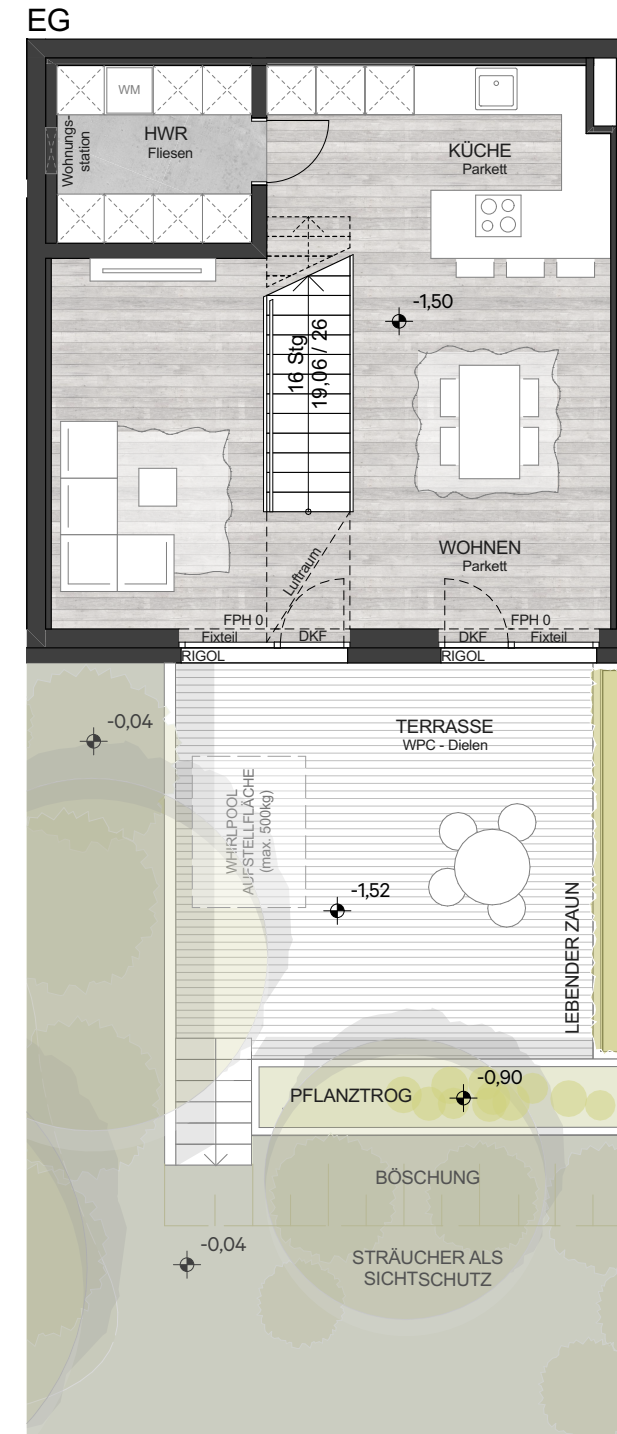 EG
WM
Wohnungs-
station
HWR
Fliesen
KÜCHE
Parkett
-1,50
16 Stg
19,06 / 26
WOHNEN
Parkett
Luftraum
FPH 0
FPH 0
Fixteil
DKF
DKF
Fixteil
RIGOL
RIGOL
-0,04
TERRASSE
WPC - Dielen
WHIRLPOOL
AUFSTELLFLÄCHE
(max. 500kg)
-1,52
LEBENDER ZAUN
PFLANZTROG
-0,90
BÖSCHUNG
-0,04
STRÄUCHER ALS
SICHTSCHUTZ